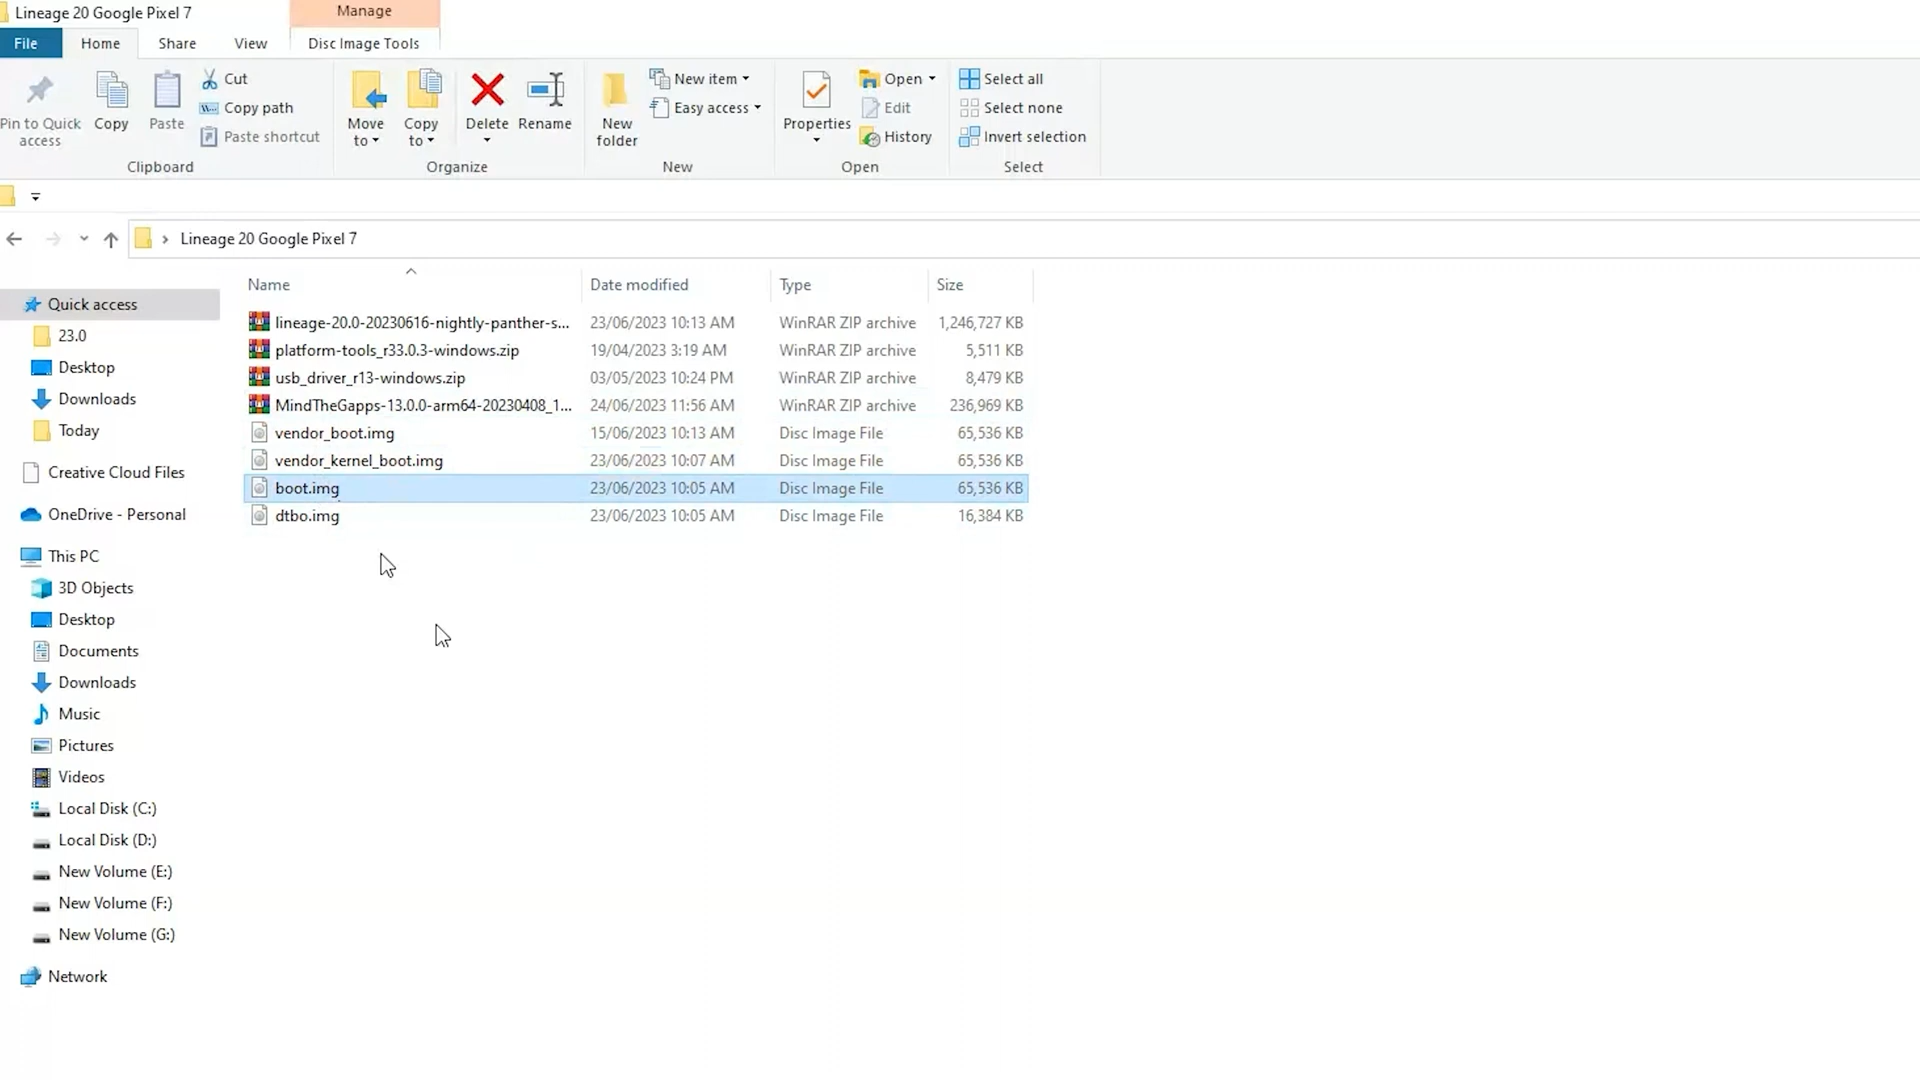 Lineage 20 Google Pixel 7
Manage
File
Home
Share
View
Disc Image Tools
Pin to Quick access
Copy
Paste
Cut
Copy path
Paste shortcut
Clipboard
Move to
Copy to
Delete
Rename
Organize
New folder
New item
Easy access
New
Properties
Open
Edit
History
Open
Select all
Select none
Invert selection
Select
Lineage 20 Google Pixel 7
Name Date modified Type Size
lineage-20.0-20230616-nightly-panther-s... 23/06/2023 10:13 AM WinRAR ZIP archive 1,246,727 KB
platform-tools_r33.0.3-windows.zip 19/04/2023 3:19 AM WinRAR ZIP archive 5,511 KB
usb_driver_r13-windows.zip 03/05/2023 10:24 PM WinRAR ZIP archive 8,479 KB
MindTheGapps-13.0.0-arm64-20230408_1... 24/06/2023 11:56 AM WinRAR ZIP archive 236,969 KB
vendor_boot.img 15/06/2023 10:13 AM Disc Image File 65,536 KB
vendor_kernel_boot.img 23/06/2023 10:07 AM Disc Image File 65,536 KB
boot.img 23/06/2023 10:05 AM Disc Image File 65,536 KB
dtbo.img 23/06/2023 10:05 AM Disc Image File 16,384 KB
Quick access
23.0
Desktop
Downloads
Today
Creative Cloud Files
OneDrive - Personal
This PC
3D Objects
Desktop
Documents
Downloads
Music
Pictures
Videos
Local Disk (C:)
Local Disk (D:)
New Volume (E:)
New Volume (F:)
New Volume (G:)
Network